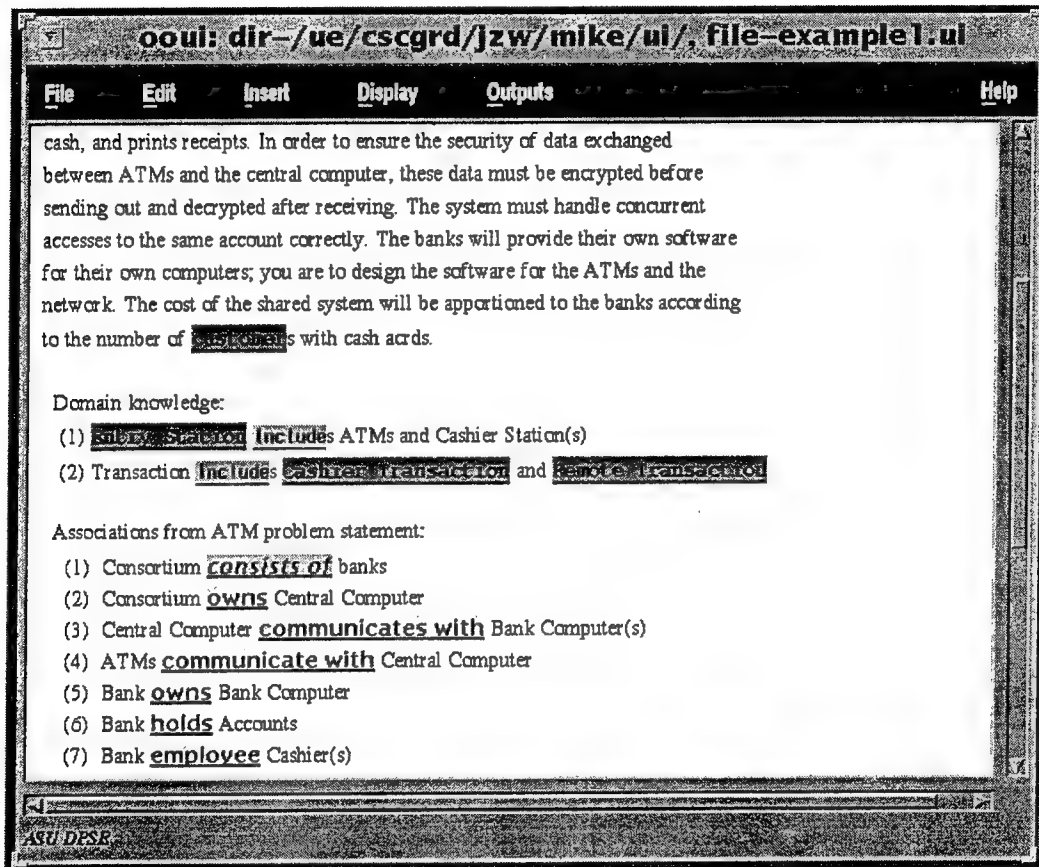 ooui: dir-/ue/cscgrd/jzw/mike/ui/, file-example1.ui
File Edit Insert Display Outputs Help
cash, and prints receipts. In order to ensure the security of data exchanged
between ATMs and the central computer, these data must be encrypted before
sending out and decrypted after receiving. The system must handle concurrent
accesses to the same account correctly. The banks will provide their own software
for their own computers; you are to design the software for the ATMs and the
network. The cost of the shared system will be apportioned to the banks according
to the number of customers with cash acrds.
Domain knowledge:
(1) Entry Station Includes ATMs and Cashier Station(s)
(2) Transaction Includes Cashier Transaction and Remote Transaction
Associations from ATM problem statement:
(1) Consortium consists of banks
(2) Consortium owns Central Computer
(3) Central Computer communicates with Bank Computer(s)
(4) ATMs communicate with Central Computer
(5) Bank owns Bank Computer
(6) Bank holds Accounts
(7) Bank employee Cashier(s)
ASU DPSE